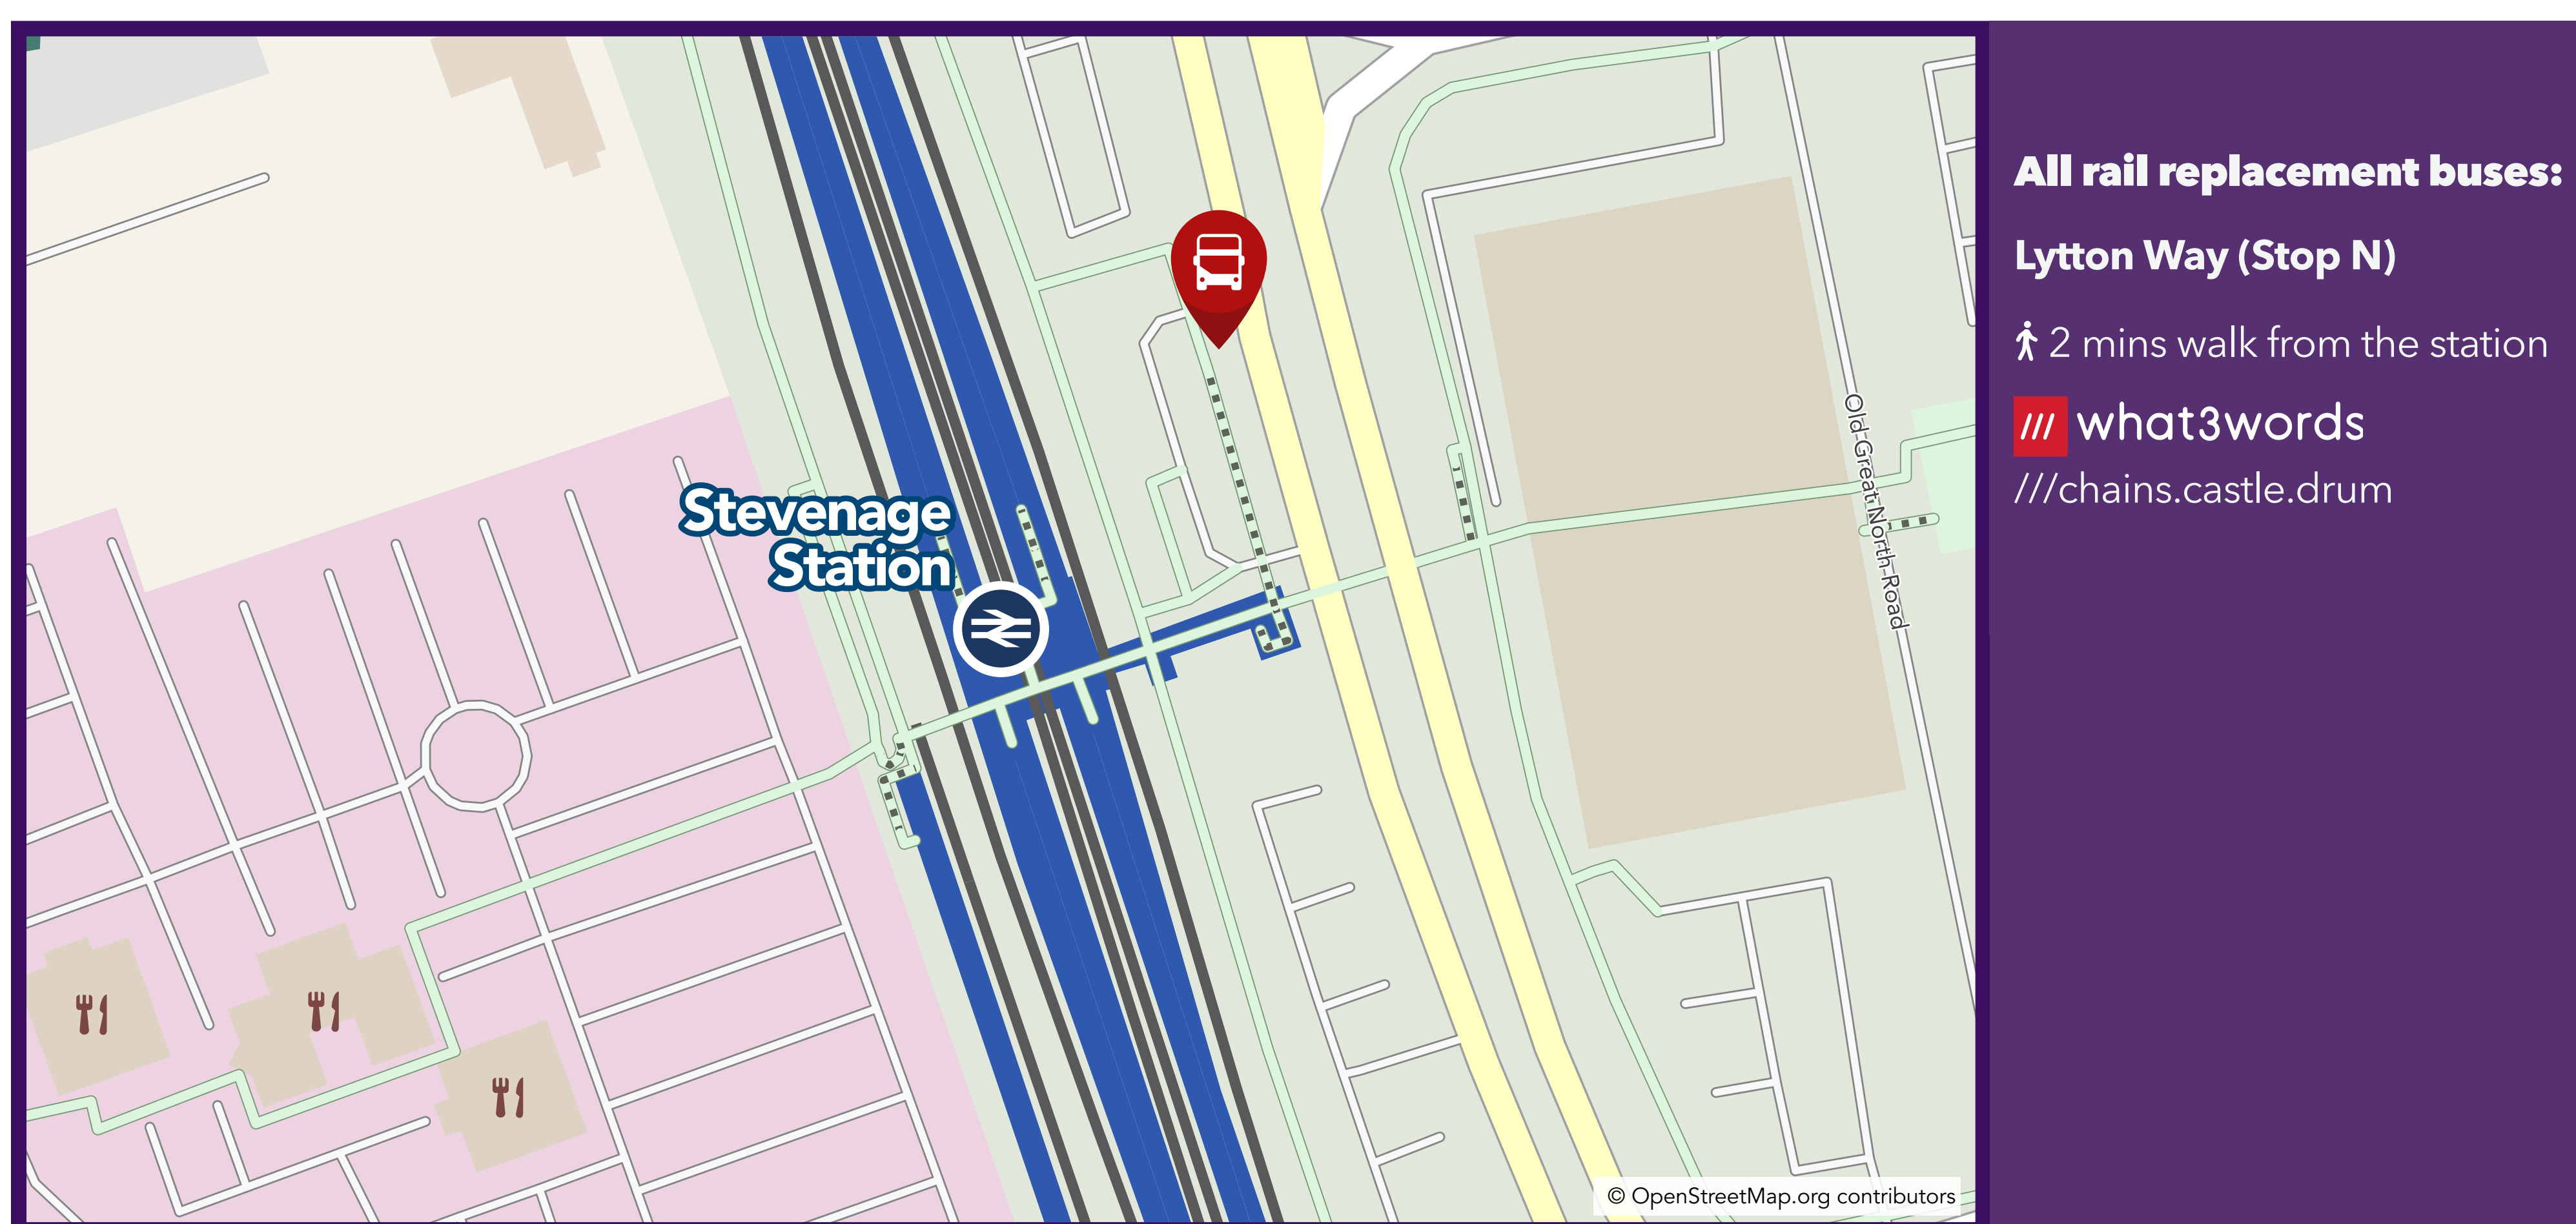 Stevenage
Station
Old Great North Road
© OpenStreetMap.org contributors
All rail replacement buses:
Lytton Way (Stop N)
2 mins walk from the station
what3words
///chains.castle.drum